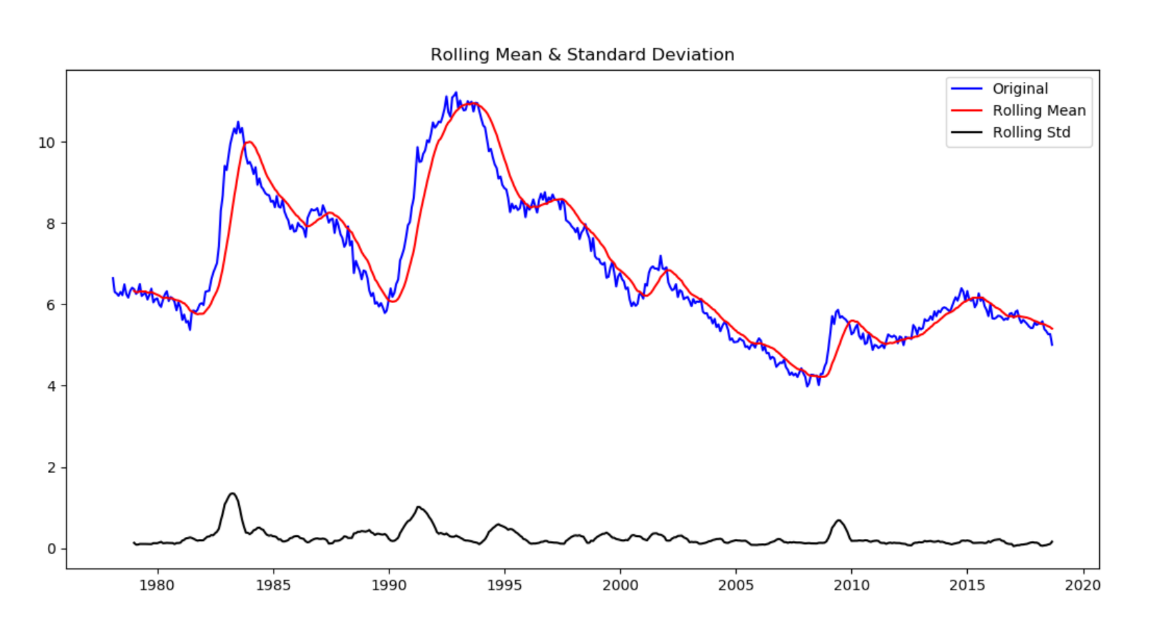 Rolling Mean & Standard Deviation
Original
Rolling Mean
Rolling Std
10
8
6
4
2
0
1980 1985 1990 1995 2000 2005 2010 2015 2020